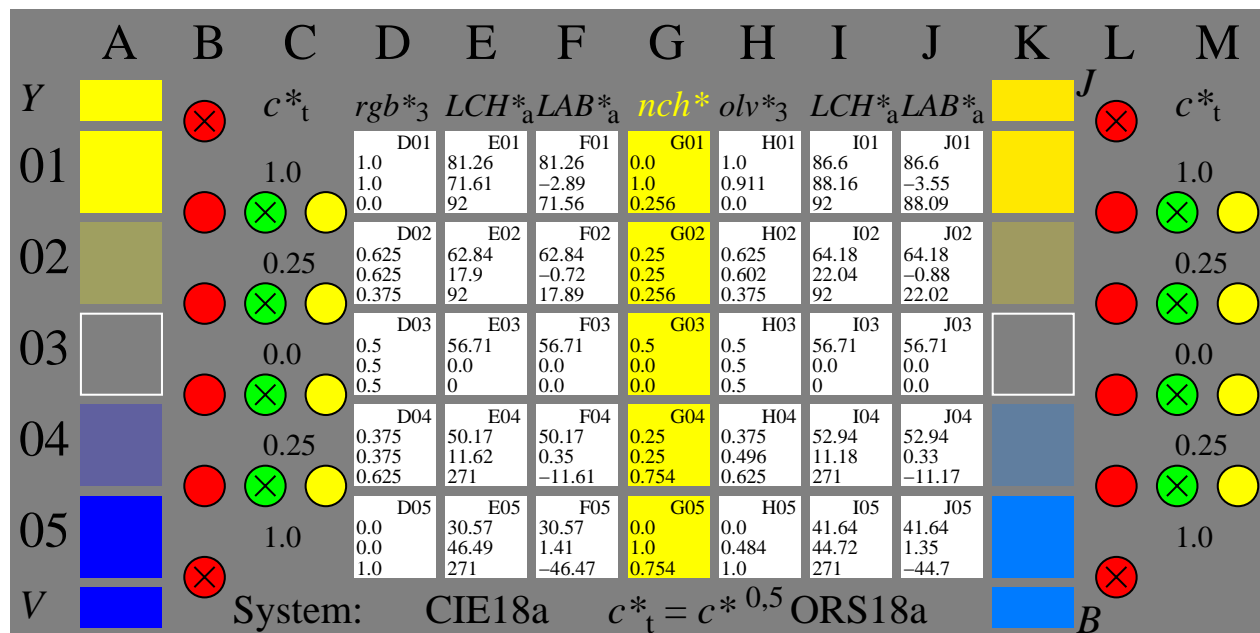 A B C D E F G H I J K L M
Y c*t rgb*3 LCH*a LAB*a nch* olv*3 LCH*a LAB*a J c*t
01 1.0 D01 E01 F01 G01 H01 I01 J01 1.0
1.0 81.26 81.26 0.0 1.0 86.6 86.6
1.0 71.61 −2.89 1.0 0.911 88.16 −3.55
0.0 92 71.56 0.256 0.0 92 88.09
02 0.25 D02 E02 F02 G02 H02 I02 J02 0.25
0.625 62.84 62.84 0.25 0.625 64.18 64.18
0.625 17.9 −0.72 0.25 0.602 22.04 −0.88
0.375 92 17.89 0.256 0.375 92 22.02
03 0.0 D03 E03 F03 G03 H03 I03 J03 0.0
0.5 56.71 56.71 0.5 0.5 56.71 56.71
0.5 0.0 0.0 0.0 0.5 0.0 0.0
0.5 0 0.0 0.0 0.5 0 0.0
04 0.25 D04 E04 F04 G04 H04 I04 J04 0.25
0.375 50.17 50.17 0.25 0.375 52.94 52.94
0.375 11.62 0.35 0.25 0.496 11.18 0.33
0.625 271 −11.61 0.754 0.625 271 −11.17
05 1.0 D05 E05 F05 G05 H05 I05 J05 1.0
0.0 30.57 30.57 0.0 0.0 41.64 41.64
0.0 46.49 1.41 1.0 0.484 44.72 1.35
1.0 271 −46.47 0.754 1.0 271 −44.7
V System: CIE18a c*t = c* 0,5 ORS18a B